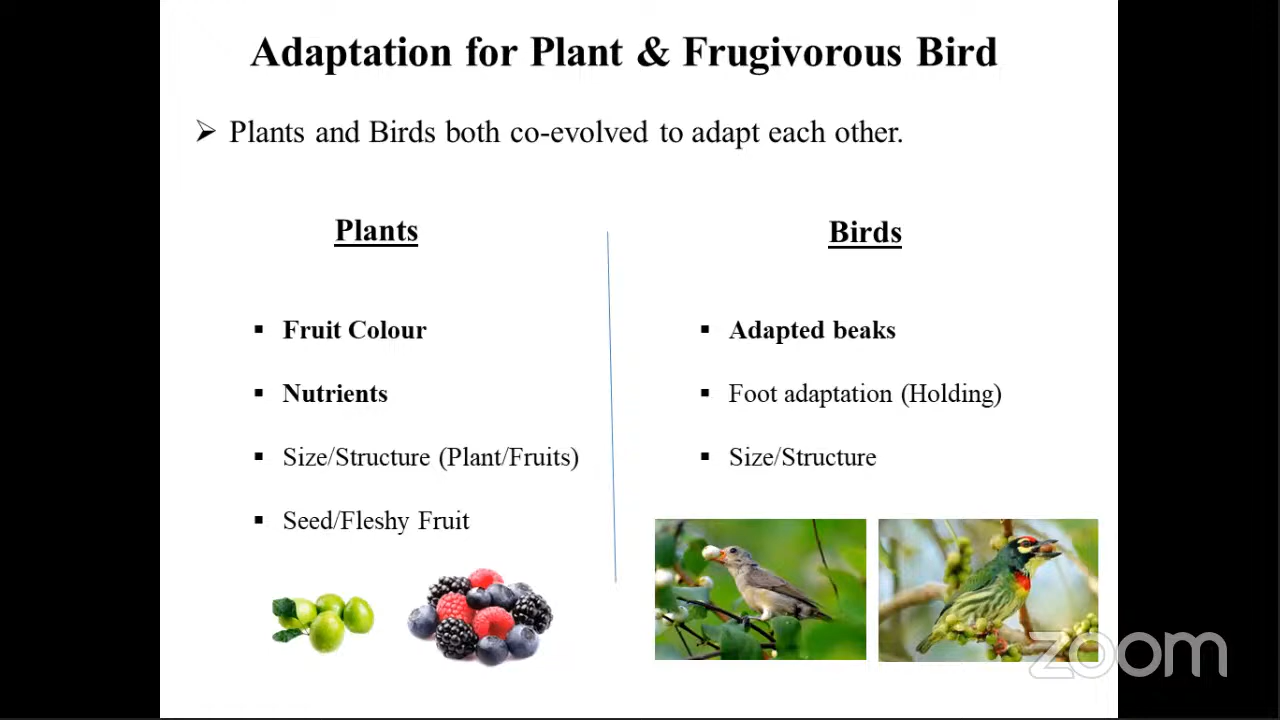 Adaptation for Plant & Frugivorous Bird
➢ Plants and Birds both co-evolved to adapt each other.
Plants
▪ Fruit Colour
▪ Nutrients
▪ Size/Structure (Plant/Fruits)
▪ Seed/Fleshy Fruit
Birds
▪ Adapted beaks
▪ Foot adaptation (Holding)
▪ Size/Structure
zoom